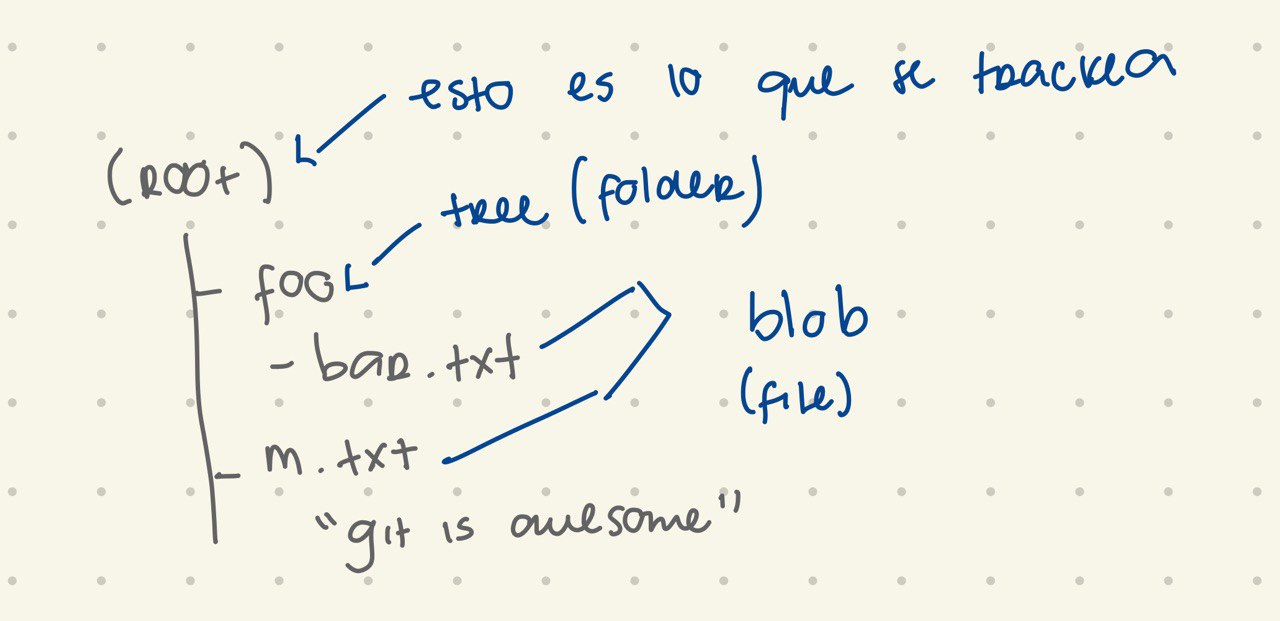 esto es lo que se trackea
(root)
tree (folder)
foo
blob
- bar.txt
(file)
m.txt
"git is awesome"